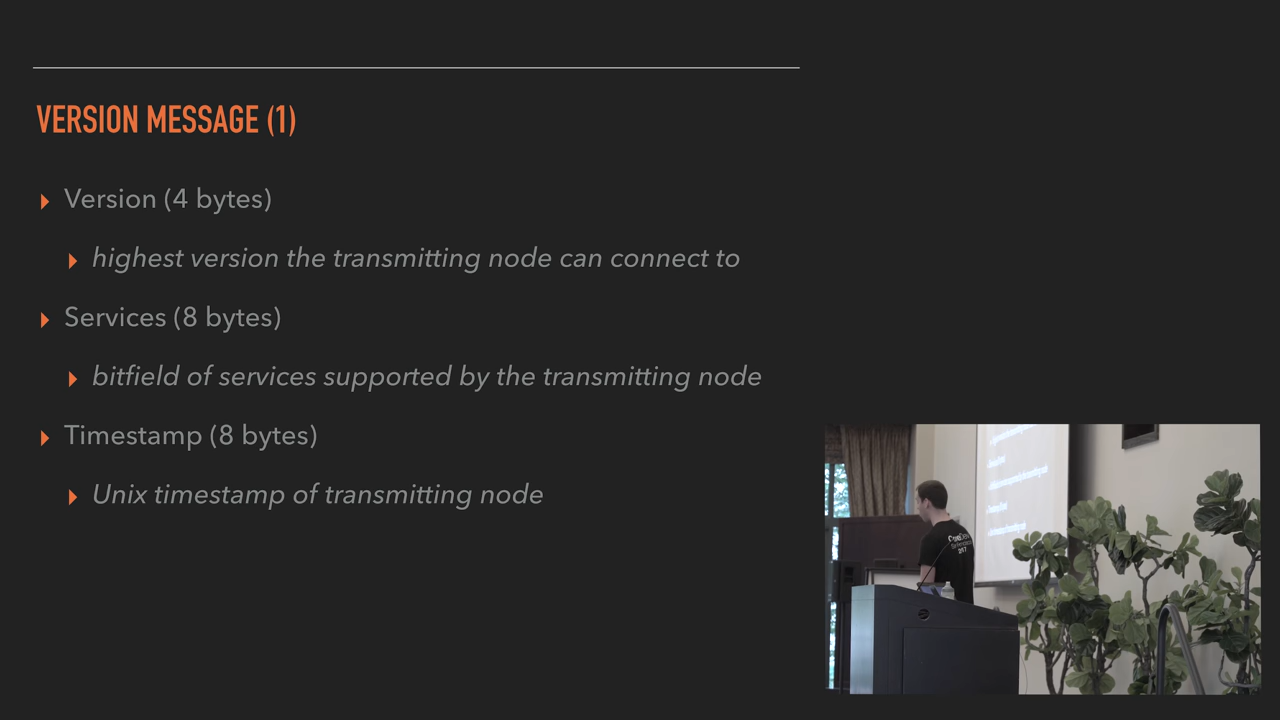 VERSION MESSAGE (1)
Version (4 bytes)
highest version the transmitting node can connect to
Services (8 bytes)
bitfield of services supported by the transmitting node
Timestamp (8 bytes)
Unix timestamp of transmitting node
2017